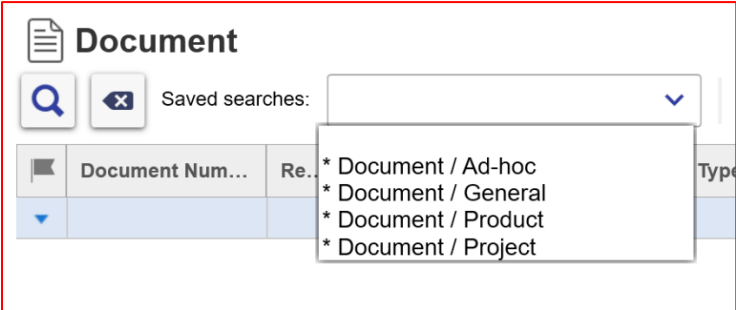 Document
Saved searches:
Document Num... Re... Type
* Document / Ad-hoc
* Document / General
* Document / Product
* Document / Project